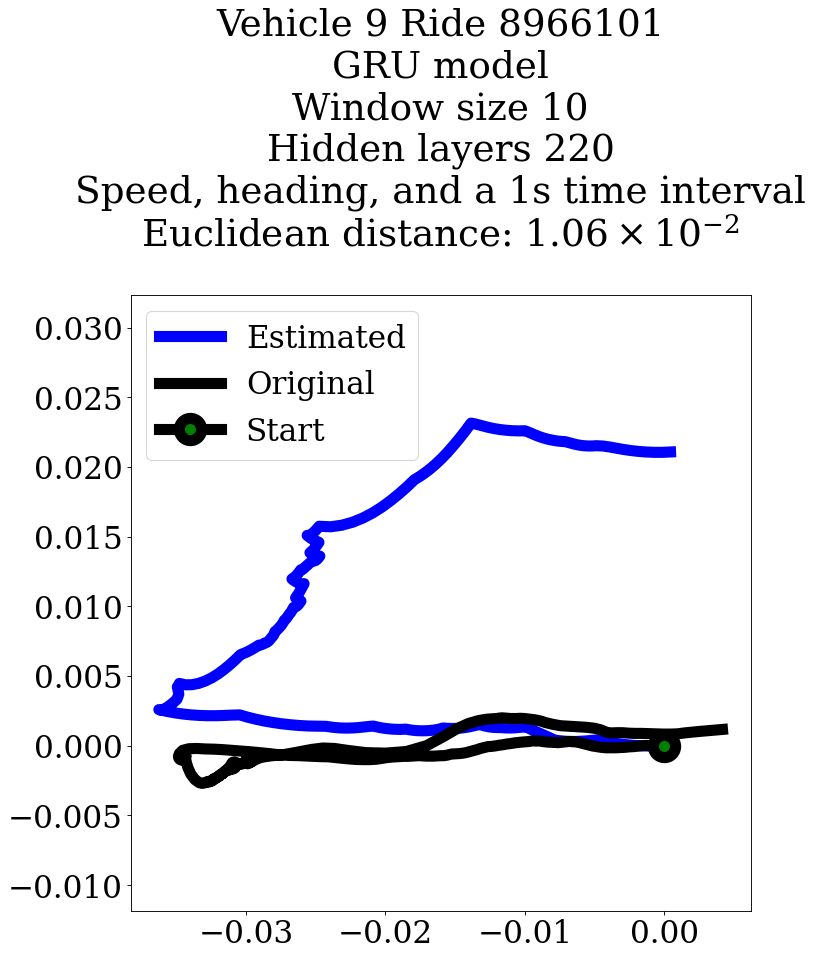 Vehicle 9 Ride 8966101
GRU model
Window size 10
Hidden layers 220
Speed, heading, and a 1s time interval
Euclidean distance: 1.06 × 10⁻²
Estimated
Original
Start
0.030
0.025
0.020
0.015
0.010
0.005
0.000
−0.005
−0.010
−0.03
−0.02
−0.01
0.00